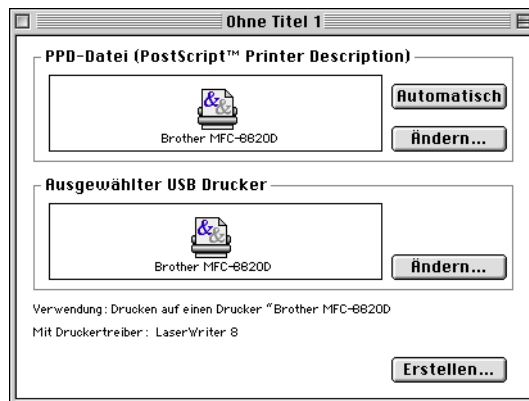 Ohne Titel 1
PPD-Datei (PostScript™ Printer Description)
&&
Brother MFC-8820D
Automatisch
Ändern...
Ausgewählter USB Drucker
&&
Brother MFC-8820D
Ändern...
Verwendung: Drucken auf einen Drucker “Brother MFC-8820D
Mit Druckertreiber: LaserWriter 8
Erstellen...